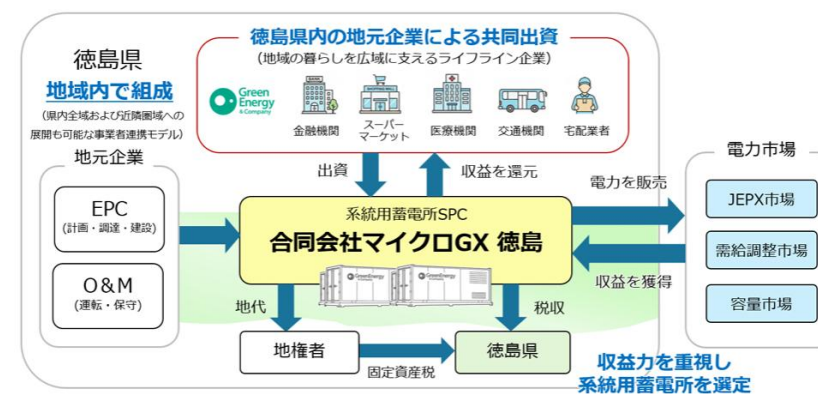 徳島県内の地元企業による共同出資
(地域の暮らしを広域に支えるライフライン企業)
徳島県
地域内で組成
(県内全域および近隣圏域への
展開も可能な事業者連携モデル)
Green
Energy
& Company
BANK
SHOPPING MALL
金融機関
スーパー
マーケット
医療機関
交通機関
宅配業者
地元企業
EPC
(計画・調達・建設)
O&M
(運転・保守)
出資
収益を還元
電力を販売
収益を獲得
系統用蓄電所SPC
合同会社マイクロGX 徳島
GreenEnergy
GreenEnergy
地代
税収
地権者
固定資産税
徳島県
電力市場
JEPX市場
需給調整市場
容量市場
収益力を重視し
系統用蓄電所を選定